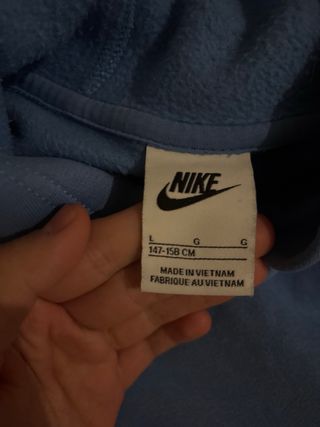 NIKE
L G G
147-158 CM
MADE IN VIETNAM
FABRIQUE AU VIETNAM